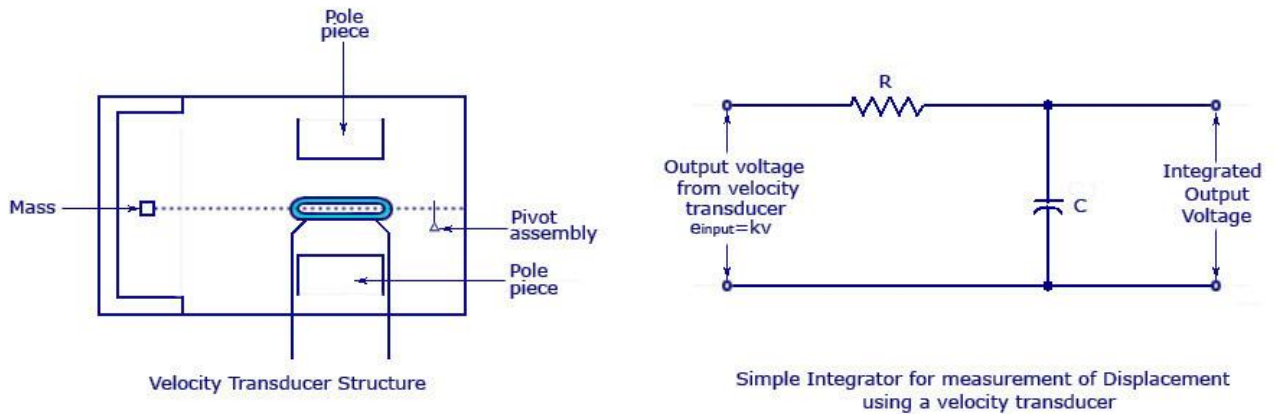 Pole
piece
Mass
Pivot
assembly
Pole
piece
Velocity Transducer Structure
R
Output voltage
from velocity
transducer
einput=kv
C
Integrated
Output
Voltage
Simple Integrator for measurement of Displacement
using a velocity transducer